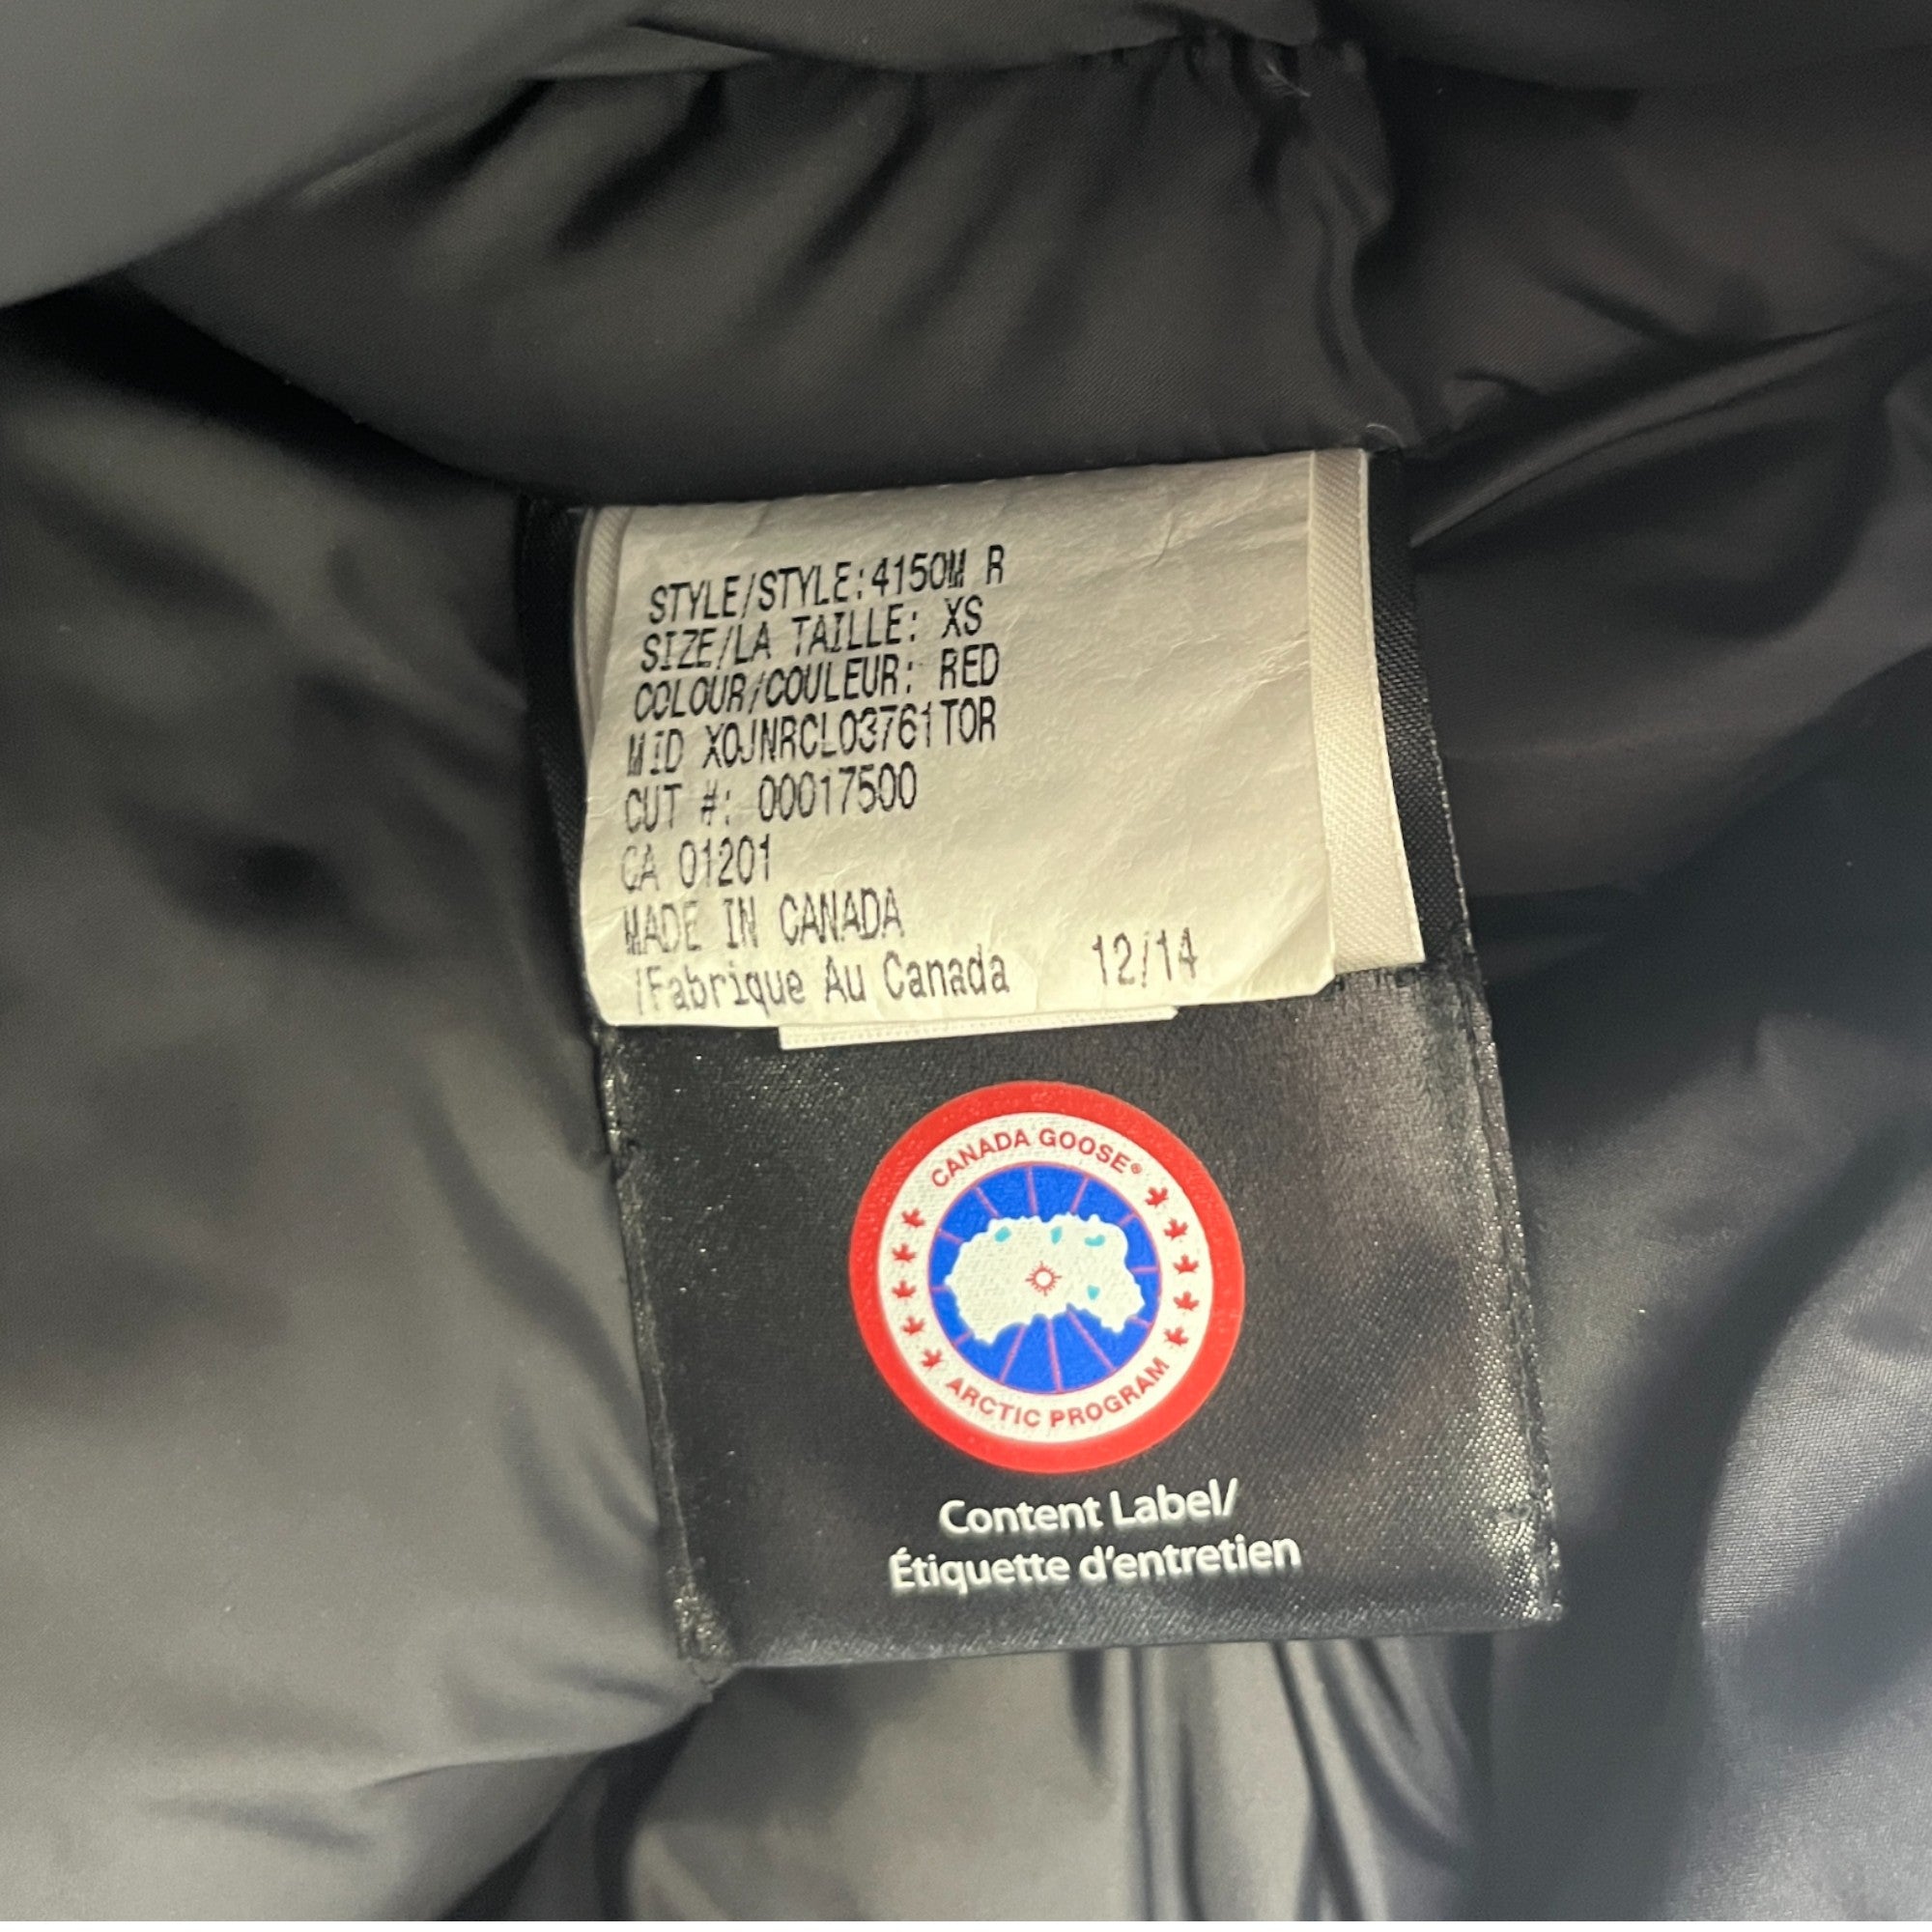 STYLE/STYLE:4150M R
SIZE/LA TAILLE: XS
COLOUR/COULEUR: RED
MID XOJNRCL03761TOR
CUT #: 00017500
CA 01201
MADE IN CANADA
/Fabrique Au Canada 12/14
CANADA GOOSE®
ARCTIC PROGRAM
Content Label/
Étiquette d'entretien